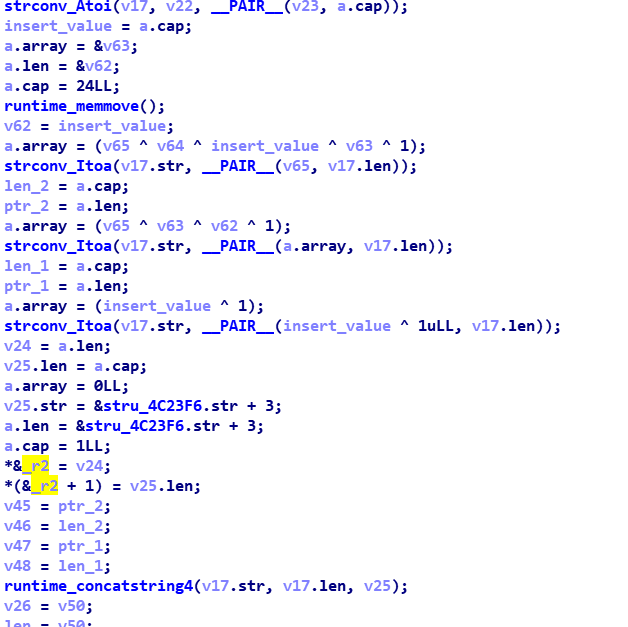 strconv_Atoi(v17, v22, __PAIR__(v23, a.cap));
insert_value = a.cap;
a.array = &v63;
a.len = &v62;
a.cap = 24LL;
runtime_memmove();
v62 = insert_value;
a.array = (v65 ^ v64 ^ insert_value ^ v63 ^ 1);
strconv_Itoa(v17.str, __PAIR__(v65, v17.len));
len_2 = a.cap;
ptr_2 = a.len;
a.array = (v65 ^ v63 ^ v62 ^ 1);
strconv_Itoa(v17.str, __PAIR__(a.array, v17.len));
len_1 = a.cap;
ptr_1 = a.len;
a.array = (insert_value ^ 1);
strconv_Itoa(v17.str, __PAIR__(insert_value ^ 1uLL, v17.len));
v24 = a.len;
v25.len = a.cap;
a.array = 0LL;
v25.str = &stru_4C23F6.str + 3;
a.len = &stru_4C23F6.str + 3;
a.cap = 1LL;
*&_r2 = v24;
*(&_r2 + 1) = v25.len;
v45 = ptr_2;
v46 = len_2;
v47 = ptr_1;
v48 = len_1;
runtime_concatstring4(v17.str, v17.len, v25);
v26 = v50;
len = v50;